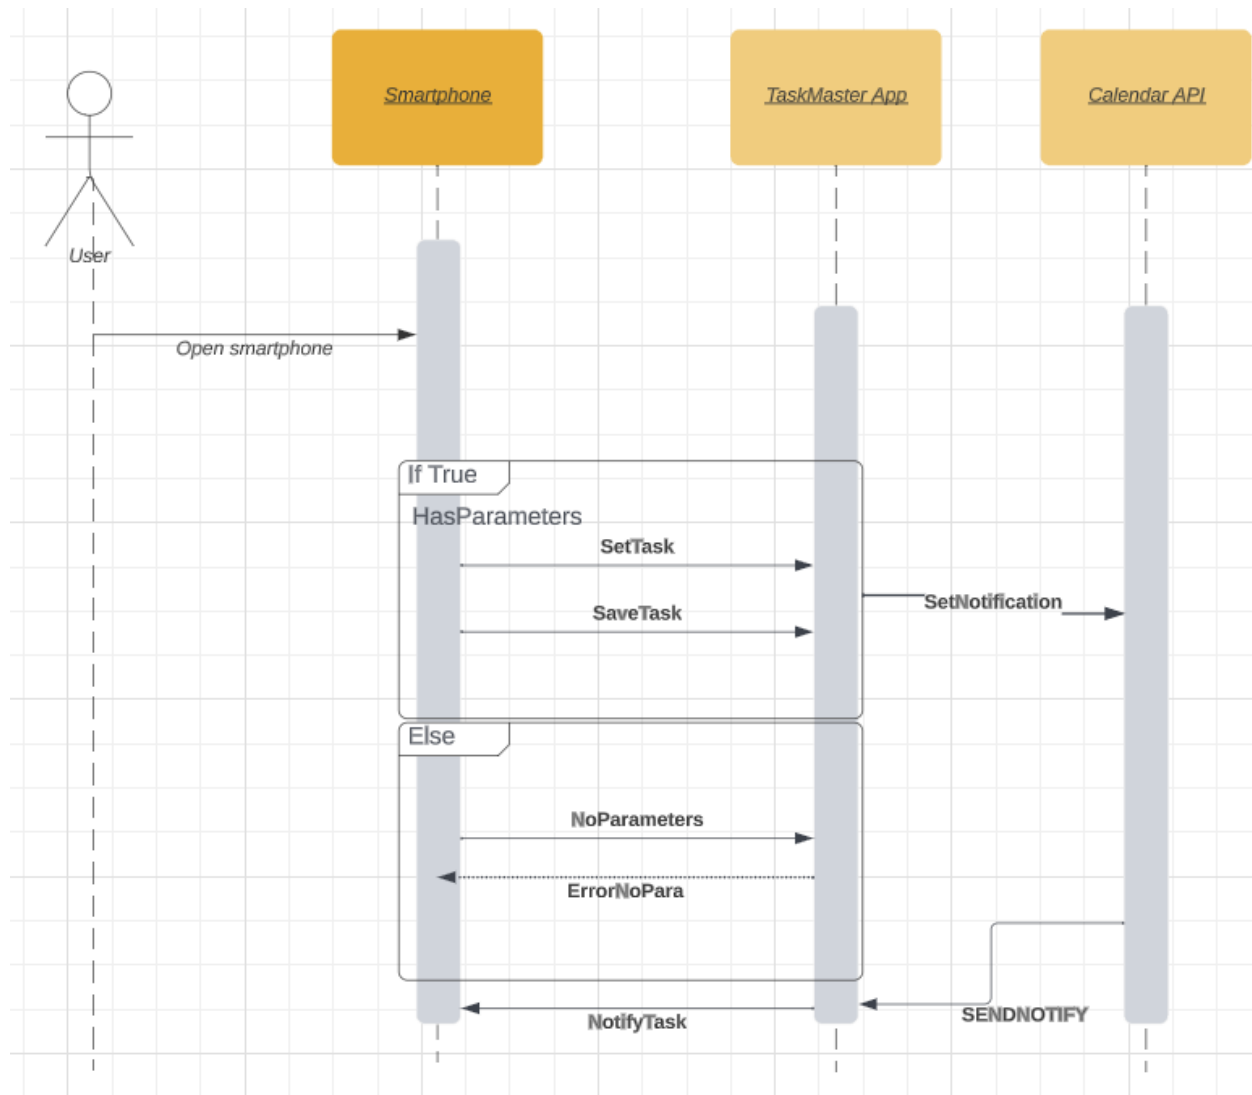 Smartphone
TaskMaster App
Calendar API
User
Open smartphone
If True
HasParameters
SetTask
SetNotification
SaveTask
Else
NoParameters
ErrorNoPara
SENDNOTIFY
NotifyTask